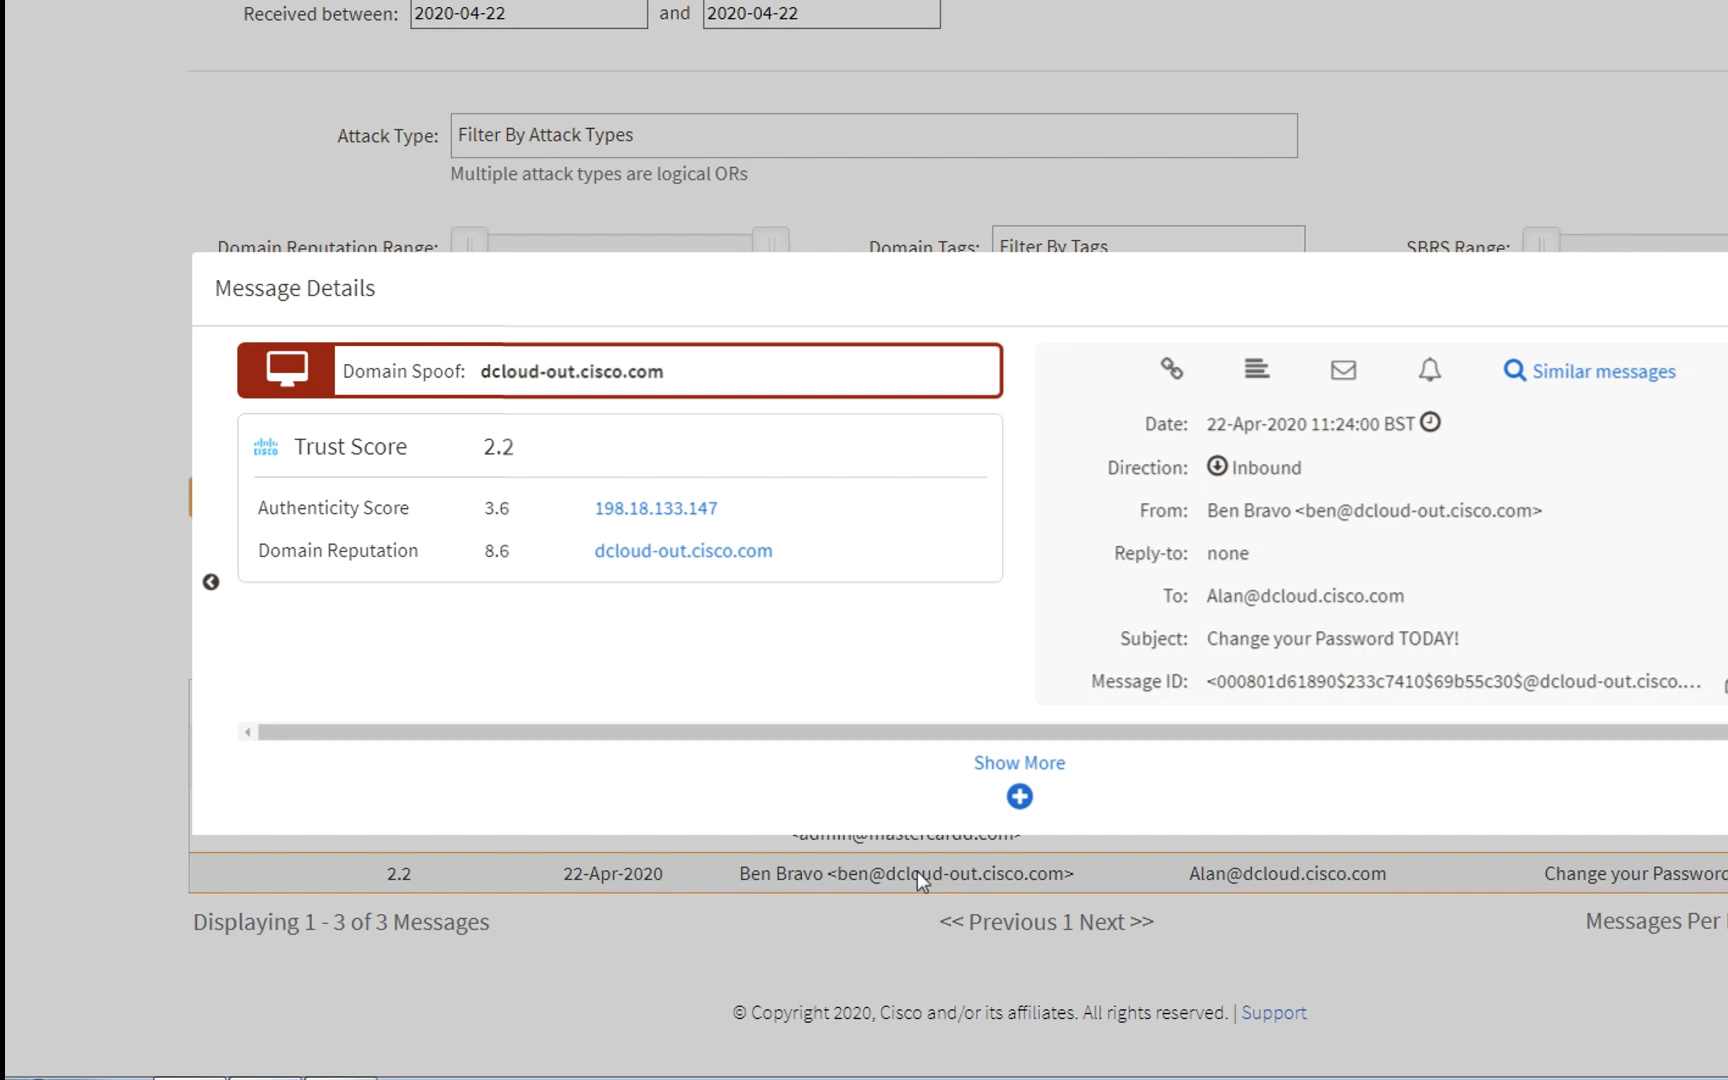 Received between: 2020-04-22 and 2020-04-22
Attack Type: Filter By Attack Types
Multiple attack types are logical ORs
Domain Reputation Range: Domain Tags: Filter By Tags SBRS Range:
Message Details
Domain Spoof: dcloud-out.cisco.com
Similar messages
cisco Trust Score 2.2
Authenticity Score 3.6 198.18.133.147
Domain Reputation 8.6 dcloud-out.cisco.com
Date: 22-Apr-2020 11:24:00 BST
Direction: Inbound
From: Ben Bravo <ben@dcloud-out.cisco.com>
Reply-to: none
To: Alan@dcloud.cisco.com
Subject: Change your Password TODAY!
Message ID: <000801d61890$233c7410$69b55c30$@dcloud-out.cisco....
Show More
<admin@mastercardd.com>
2.2 22-Apr-2020 Ben Bravo <ben@dcloud-out.cisco.com> Alan@dcloud.cisco.com Change your Password
Displaying 1 - 3 of 3 Messages << Previous 1 Next >> Messages Per
© Copyright 2020, Cisco and/or its affiliates. All rights reserved. | Support